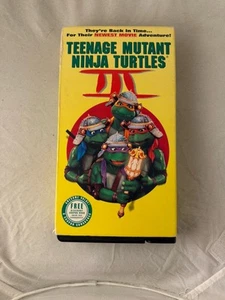 They're Back in Time...
For Their NEWEST MOVIE Adventure!
TEENAGE MUTANT
NINJA TURTLES
III
FREE